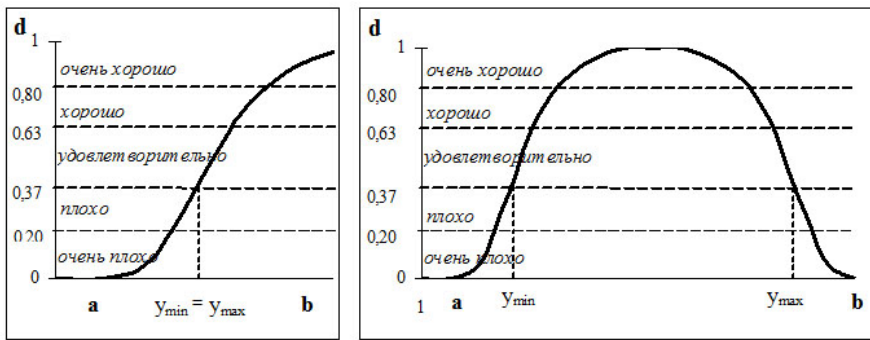 d
1
очень хорошо
0,80
хорошо
0,63
удовлетворительно
0,37
плохо
0,20
очень плохо
0
a
ymin = ymax
b
d
1
очень хорошо
0,80
хорошо
0,63
удовлетворительно
0,37
плохо
0,20
очень плохо
0
1
a
ymin
ymax
b